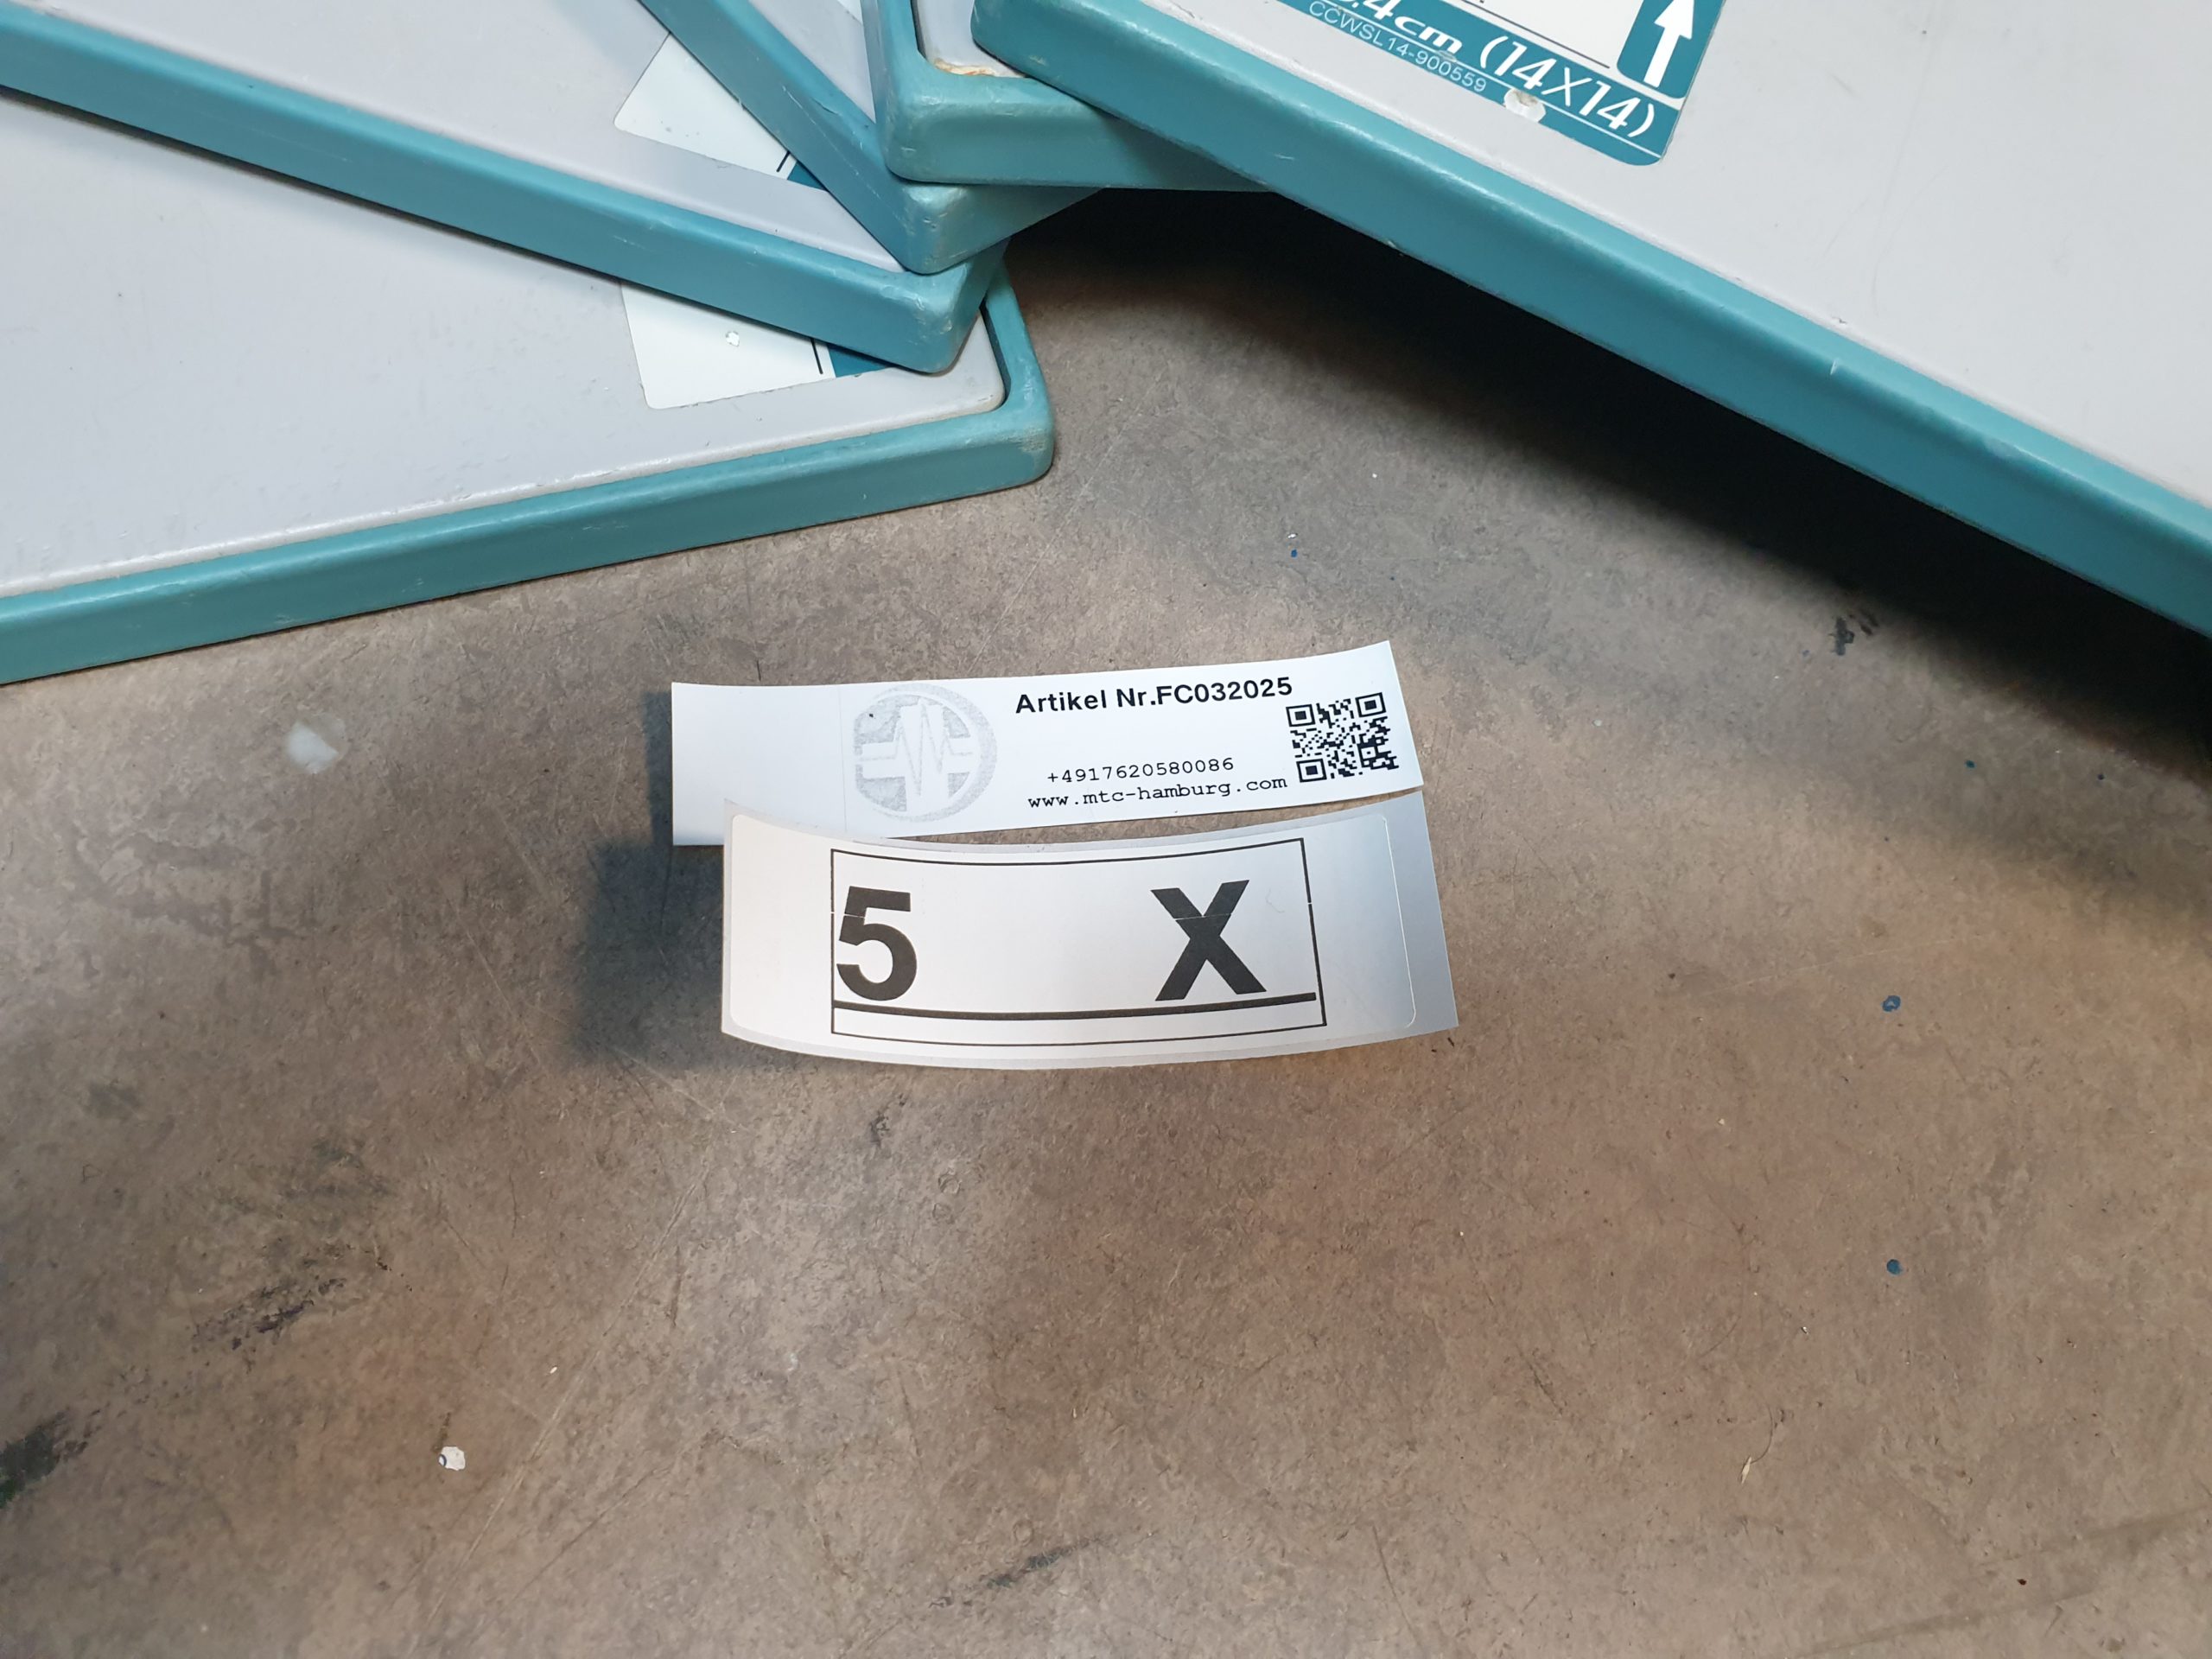 .4cm (14X14)
CCWSL14-900559
Artikel Nr.FC032025
+4917620580086
www.mtc-hamburg.com
5 X